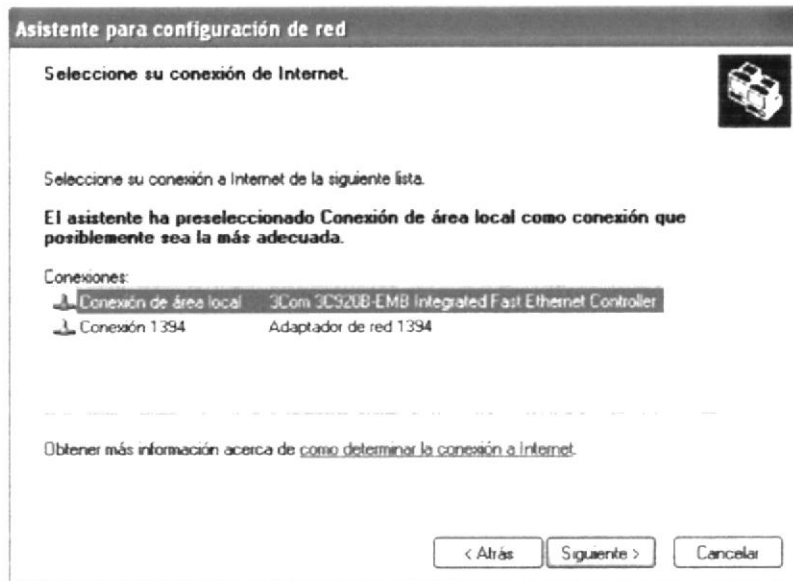 Asistente para configuración de red
Seleccione su conexión de Internet.
Seleccione su conexión a Internet de la siguiente lista.
El asistente ha preseleccionado Conexión de área local como conexión que
posiblemente sea la más adecuada.
Conexiones:
Conexión de área local 3Com 3C920B-EMB Integrated Fast Ethernet Controller
Conexión 1394 Adaptador de red 1394
Obtener más información acerca de como determinar la conexión a Internet.
< Atrás Siguiente > Cancelar